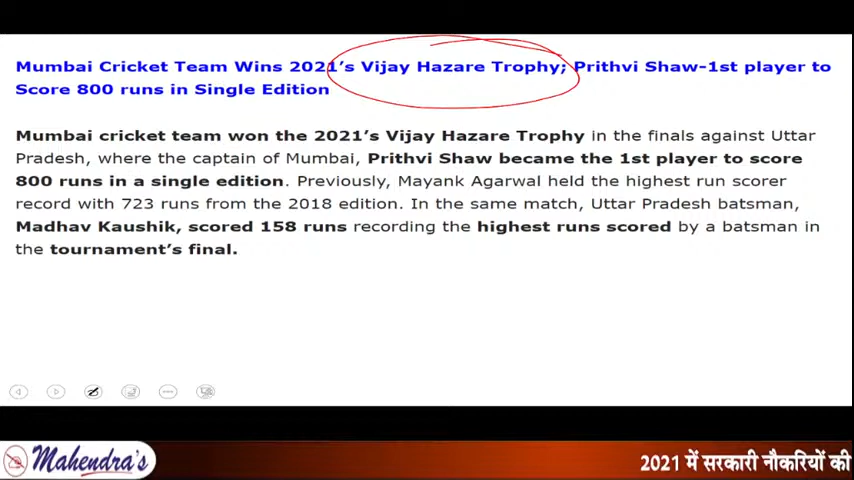 Mumbai Cricket Team Wins 2021's Vijay Hazare Trophy; Prithvi Shaw-1st player to
Score 800 runs in Single Edition
Mumbai cricket team won the 2021's Vijay Hazare Trophy in the finals against Uttar
Pradesh, where the captain of Mumbai, Prithvi Shaw became the 1st player to score
800 runs in a single edition. Previously, Mayank Agarwal held the highest run scorer
record with 723 runs from the 2018 edition. In the same match, Uttar Pradesh batsman,
Madhav Kaushik, scored 158 runs recording the highest runs scored by a batsman in
the tournament's final.
Mahendra's
2021 में सरकारी नौकरियों की